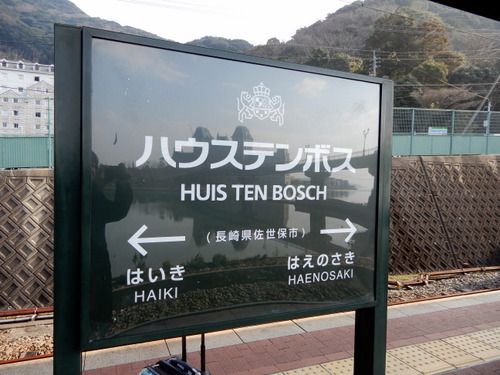 ハウステンボス
HUIS TEN BOSCH
(長崎県佐世保市)
はいき はえのさき
HAIKI HAENOSAKI